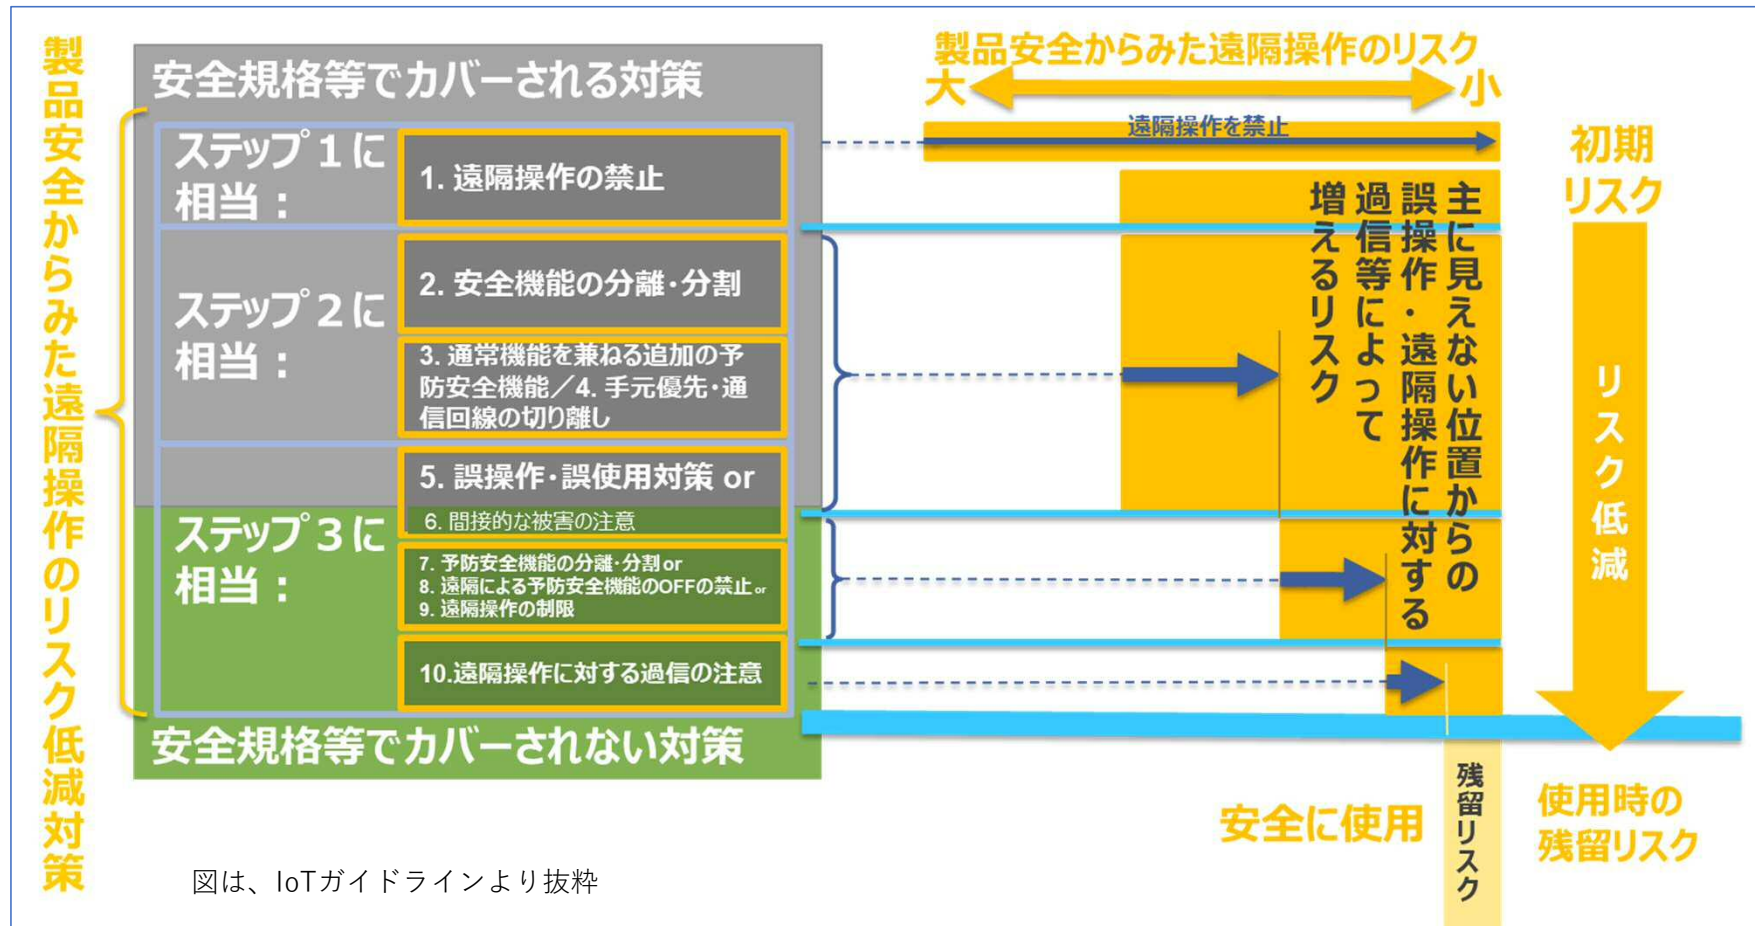 製品安全からみた遠隔操作のリスク低減対策
安全規格等でカバーされる対策
ステップ1に
相当：
1. 遠隔操作の禁止
ステップ2に
相当：
2. 安全機能の分離・分割
3. 通常機能を兼ねる追加の予
防安全機能／4. 手元優先・通
信回線の切り離し
ステップ3に
相当：
5. 誤操作・誤使用対策 or
6. 間接的な被害の注意
7. 予防安全機能の分離・分割 or
8. 遠隔による予防安全機能のOFFの禁止 or
9. 遠隔操作の制限
10.遠隔操作に対する過信の注意
安全規格等でカバーされない対策
製品安全からみた遠隔操作のリスク
大
小
遠隔操作を禁止
主に見えない位置からの
誤操作・遠隔操作に対する
過信等によって
増えるリスク
初期
リスク
リスク低減
安全に使用
残留リスク
使用時の
残留リスク
図は、IoTガイドラインより抜粋